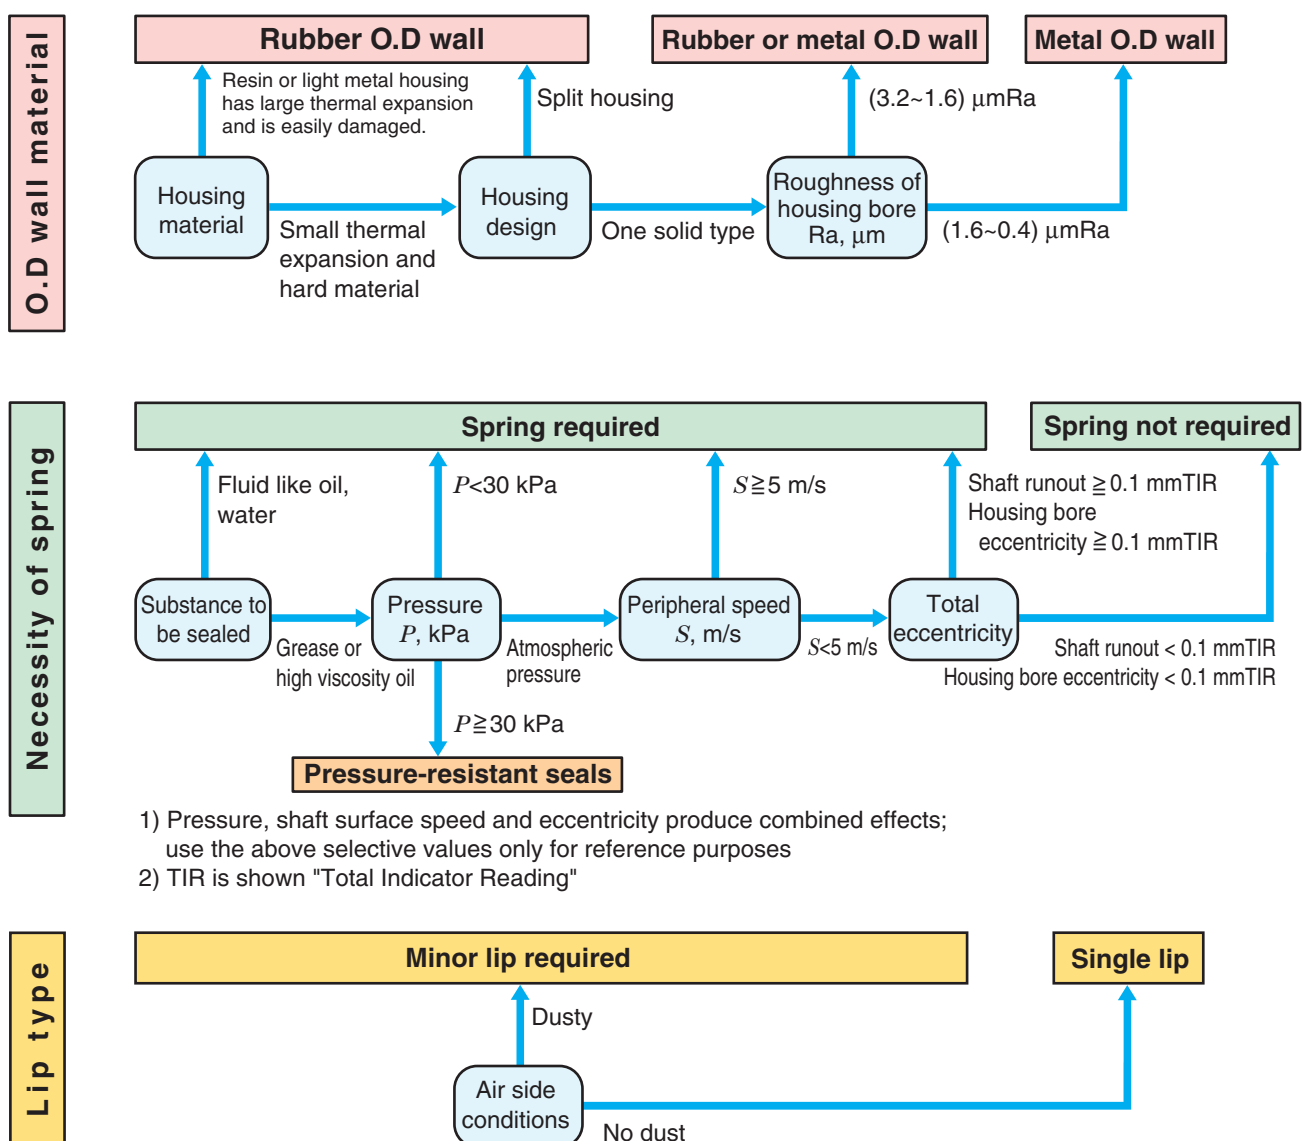 O.D wall material
Rubber O.D wall
Rubber or metal O.D wall
Metal O.D wall
Resin or light metal housing
has large thermal expansion
and is easily damaged.
Split housing
(3.2~1.6) μmRa
Housing
material
Housing
design
Roughness of
housing bore
Ra, μm
Small thermal
expansion and
hard material
One solid type
(1.6~0.4) μmRa
Necessity of spring
Spring required
Spring not required
Fluid like oil,
water
P<30 kPa
S≧5 m/s
Shaft runout ≧ 0.1 mmTIR
Housing bore
eccentricity ≧ 0.1 mmTIR
Substance to
be sealed
Pressure
P, kPa
Peripheral speed
S, m/s
Total
eccentricity
Grease or
high viscosity oil
Atmospheric
pressure
S<5 m/s
Shaft runout < 0.1 mmTIR
Housing bore eccentricity < 0.1 mmTIR
P≧30 kPa
Pressure-resistant seals
1) Pressure, shaft surface speed and eccentricity produce combined effects;
use the above selective values only for reference purposes
2) TIR is shown "Total Indicator Reading"
Lip type
Minor lip required
Single lip
Dusty
Air side
conditions
No dust